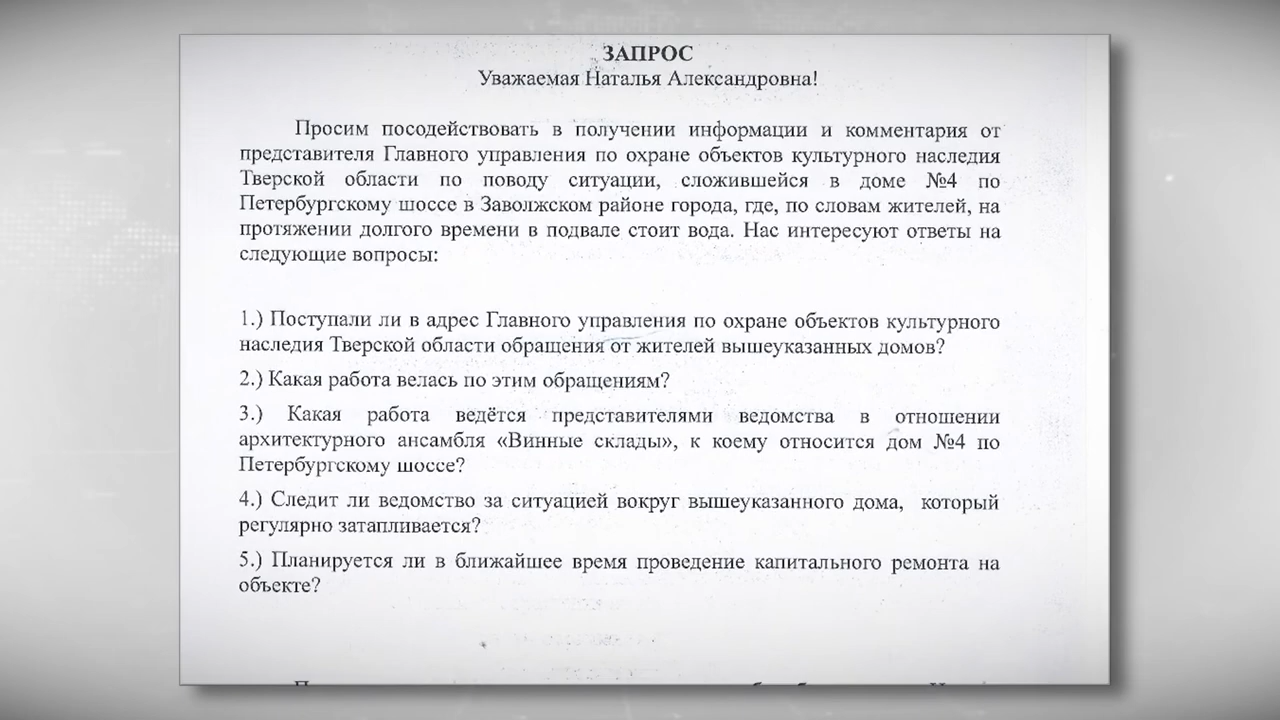 ЗАПРОС
Уважаемая Наталья Александровна!
Просим посодействовать в получении информации и комментария от
представителя Главного управления по охране объектов культурного наследия
Тверской области по поводу ситуации, сложившейся в доме №4 по
Петербургскому шоссе в Заволжском районе города, где, по словам жителей, на
протяжении долгого времени в подвале стоит вода. Нас интересуют ответы на
следующие вопросы:
1.) Поступали ли в адрес Главного управления по охране объектов культурного
наследия Тверской области обращения от жителей вышеуказанных домов?
2.) Какая работа велась по этим обращениям?
3.) Какая работа ведётся представителями ведомства в отношении
архитектурного ансамбля «Винные склады», к коему относится дом №4 по
Петербургскому шоссе?
4.) Следит ли ведомство за ситуацией вокруг вышеуказанного дома, который
регулярно затапливается?
5.) Планируется ли в ближайшее время проведение капитального ремонта на
объекте?